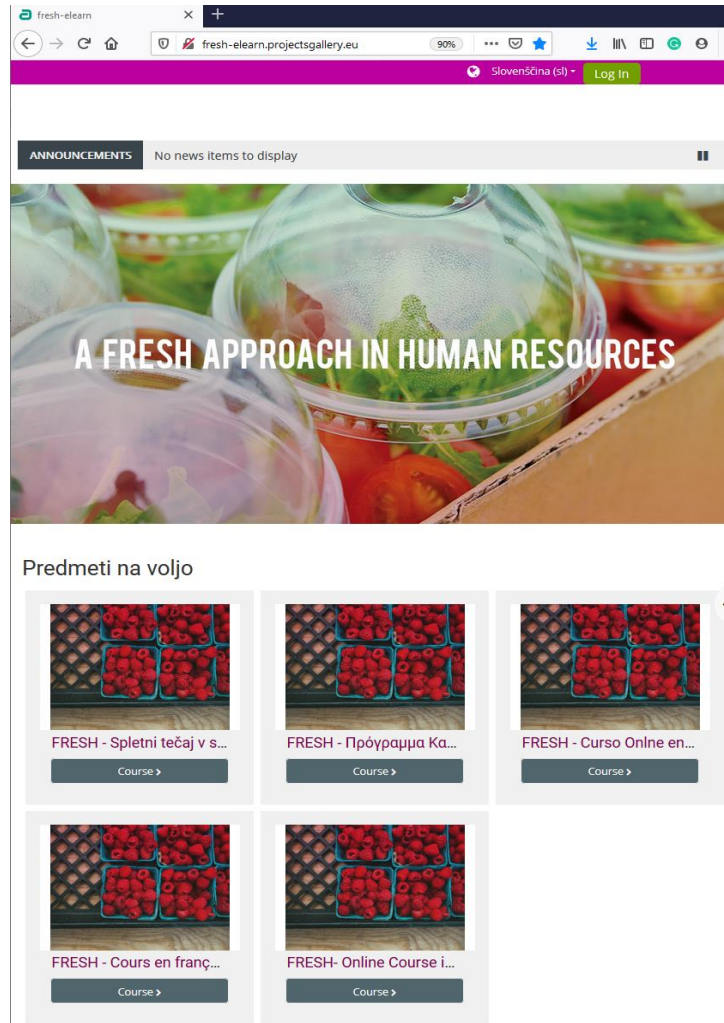 fresh-elearn
fresh-elearn.projectsgallery.eu
90%
Slovenščina (sl)
Log In
ANNOUNCEMENTS
No news items to display
A FRESH APPROACH IN HUMAN RESOURCES
Predmeti na voljo
FRESH - Spletni tečaj v s...
FRESH - Πρόγραμμα Κα...
FRESH - Curso Onlne en...
Course
Course
Course
FRESH - Cours en franç...
FRESH- Online Course i...
Course
Course